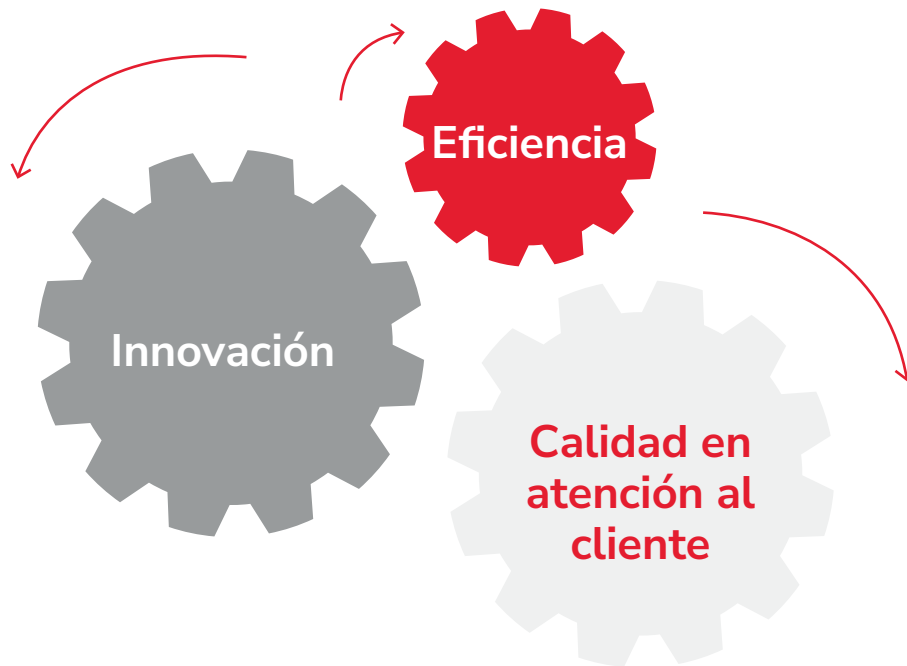 Eficiencia
Innovación
Calidad en
atención al
cliente